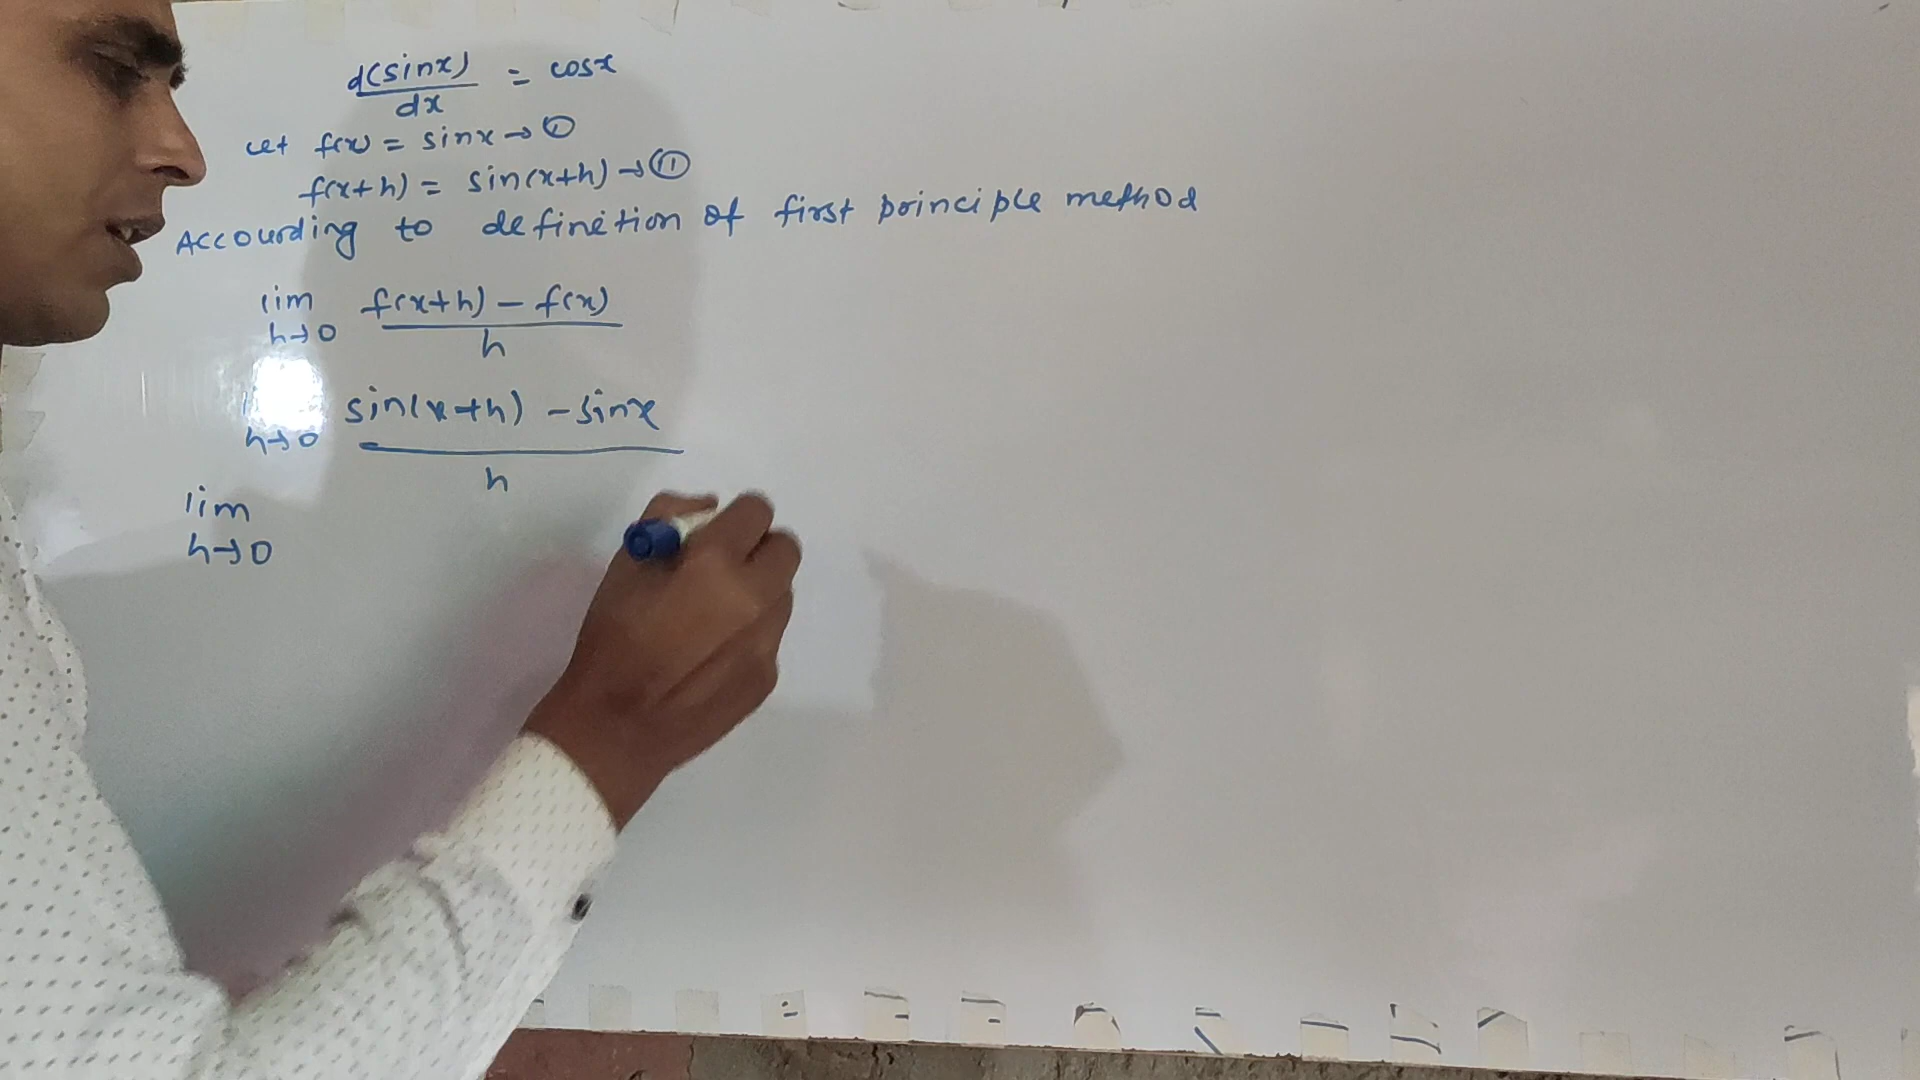 d(sinx)/dx = cosx
Let f(x) = sinx → ①
f(x+h) = sin(x+h) → ⑪
Accourding to definetion of first principle method
lim h→0 f(x+h) - f(x) / h
h→0 sin(x+h) - sinx / h
lim h→0